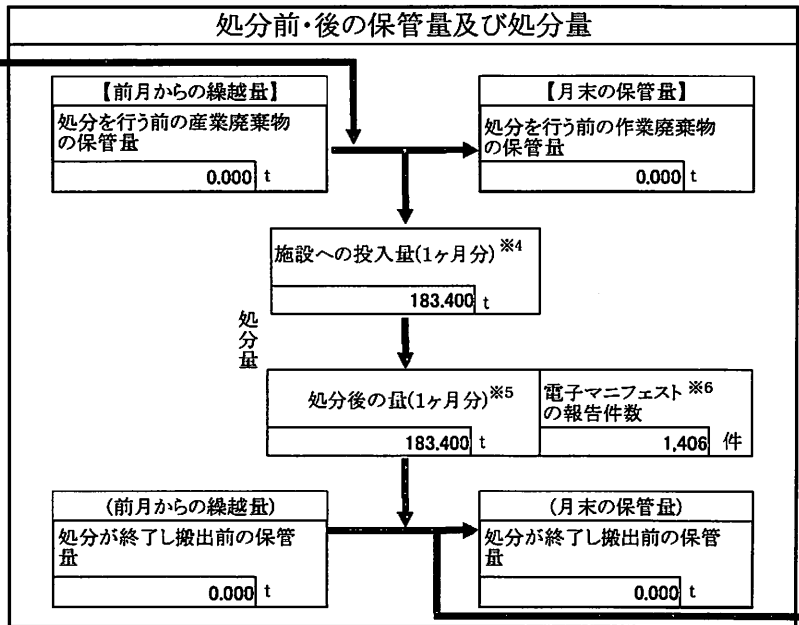 処分前・後の保管量及び処分量
【前月からの繰越量】
処分を行う前の産業廃棄物
の保管量
0.000 t
【月末の保管量】
処分を行う前の作業廃棄物
の保管量
0.000 t
施設への投入量(1ヶ月分)※4
183.400 t
処分量
処分後の量(1ヶ月分)※5
183.400 t
電子マニフェスト※6
の報告件数
1,406 件
(前月からの繰越量)
処分が終了し搬出前の保管
量
0.000 t
(月末の保管量)
処分が終了し搬出前の保管
量
0.000 t